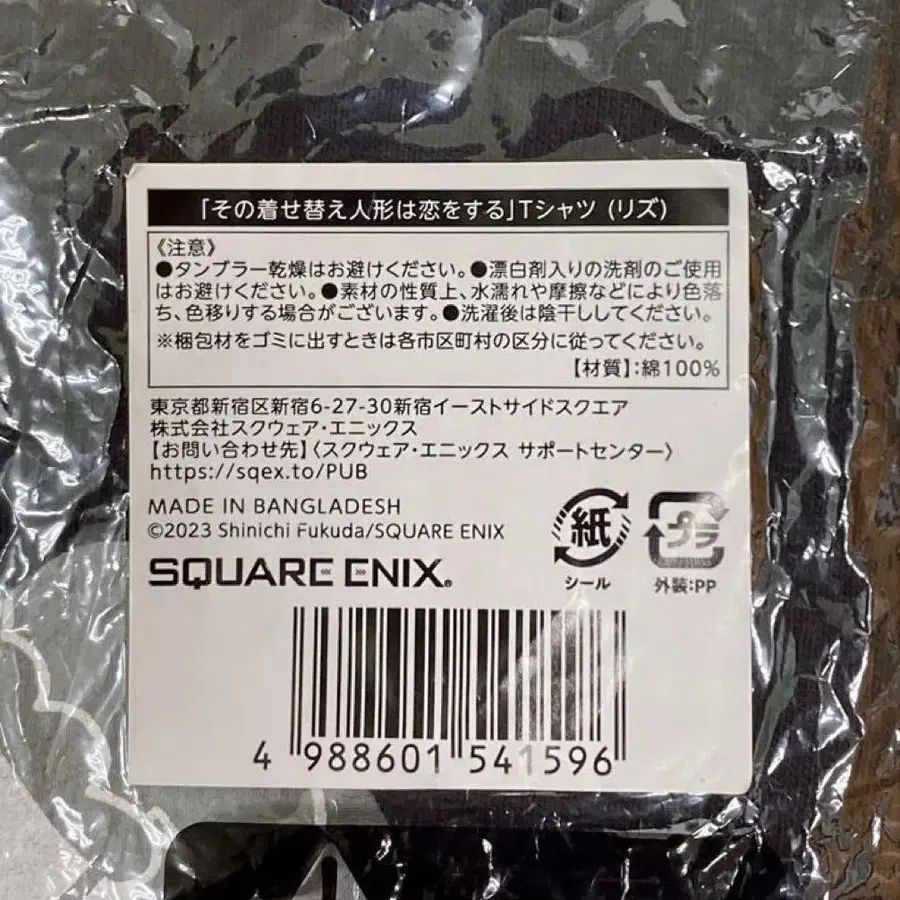 「その着せ替え人形は恋をする」Tシャツ (リズ)
《注意》
●タンブラー乾燥はお避けください。●漂白剤入りの洗剤のご使用
はお避けください。●素材の性質上、水濡れや摩擦などにより色落
ち、色移りする場合がございます。●洗濯後は陰干ししてください。
※梱包材をゴミに出すときは各市区町村の区分に従ってください。
【材質】:綿100%
東京都新宿区新宿6-27-30新宿イーストサイドスクエア
株式会社スクウェア・エニックス
【お問い合わせ先】〈スクウェア・エニックス サポートセンター〉
https://sqex.to/PUB
MADE IN BANGLADESH
©2023 Shinichi Fukuda/SQUARE ENIX
SQUARE ENIX®
紙
シール
プラ
外装:PP
4 988601 541596